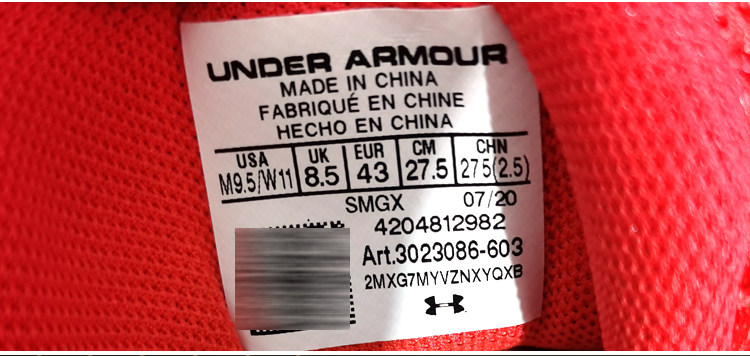 UNDER ARMOUR
MADE IN CHINA
FABRIQUÉ EN CHINE
HECHO EN CHINA
USA UK EUR CM CHN
M9.5/W11 8.5 43 27.5 275(2.5)
SMGX 07/20
4204812982
Art.3023086-603
2MXG7MYVZNXYQXB